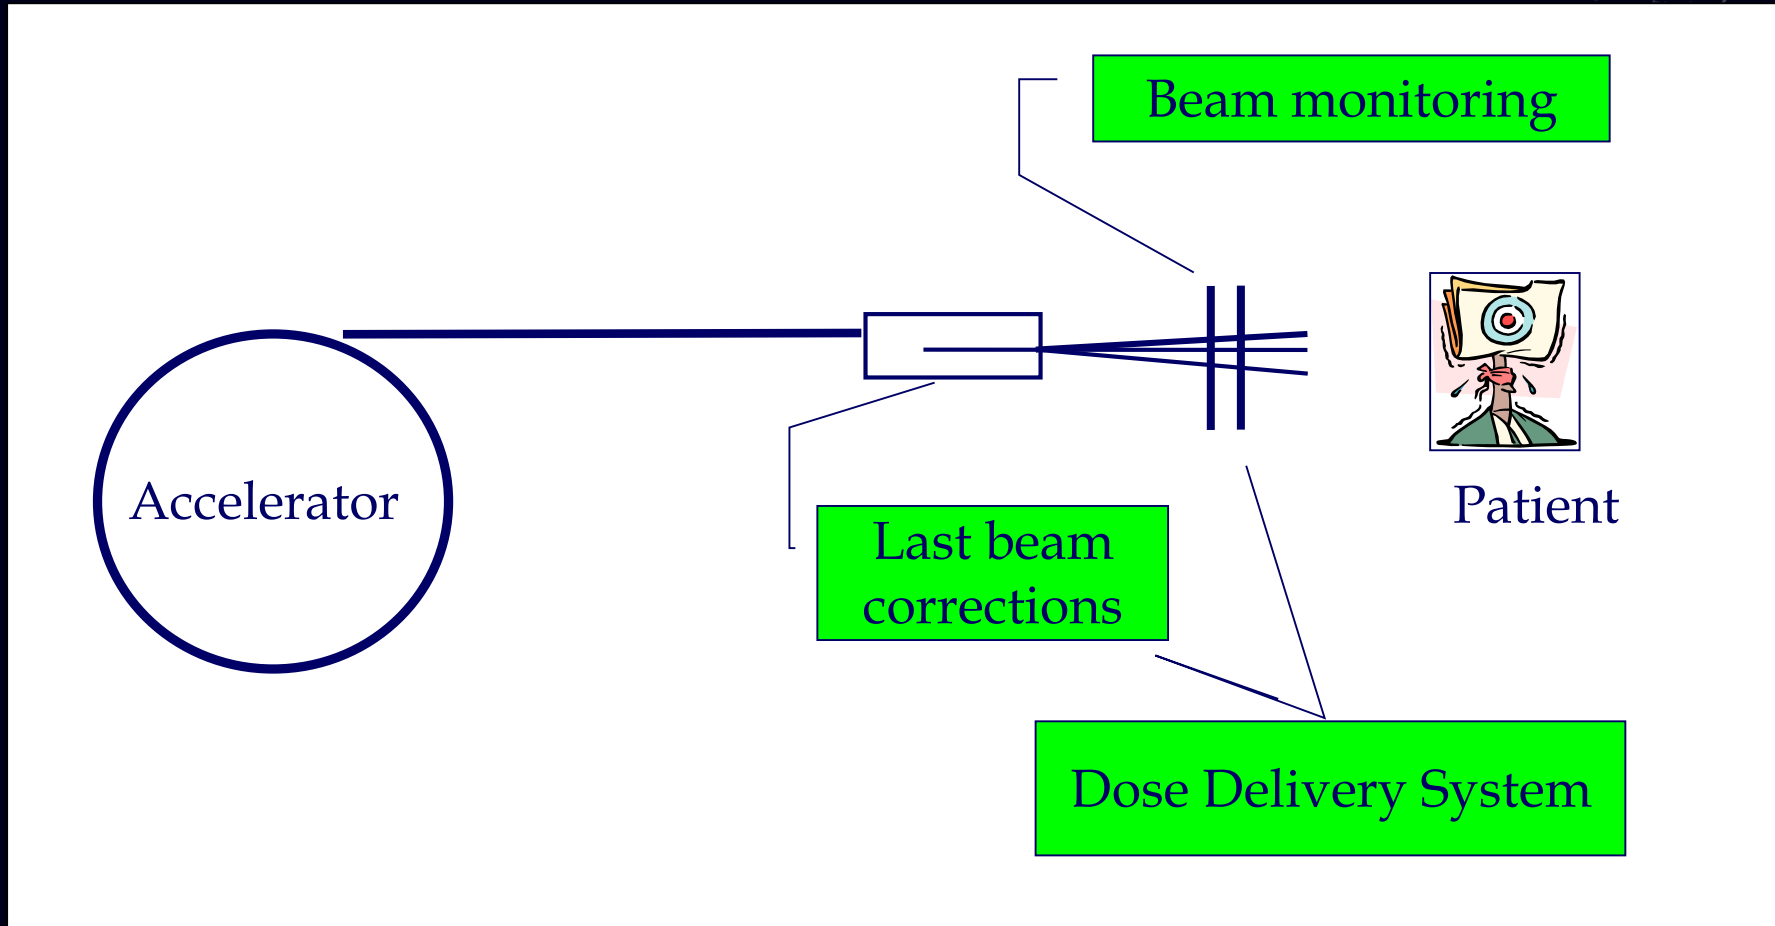 Beam monitoring
Accelerator
Patient
Last beam
corrections
Dose Delivery System